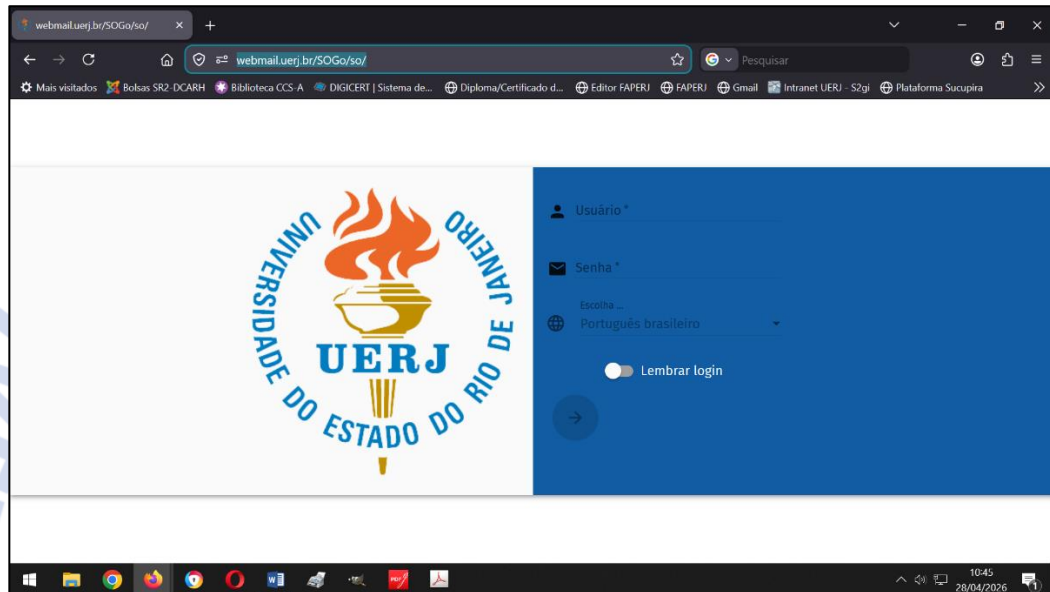 webmail.uerj.br/SOGo/so/
webmail.uerj.br/SOGo/so/
Pesquisar
Mais visitados Bolsas SR2-DCARH Biblioteca CCS-A DIGICERT | Sistema de... Diploma/Certificado d... Editor FAPERJ FAPERJ Gmail Intranet UERJ - S2gi Plataforma Sucupira
UNIVERSIDADE DO ESTADO DO RIO DE JANEIRO
UERJ
Usuário *
Senha *
Escolha ...
Português brasileiro
Lembrar login
10:45
28/04/2026